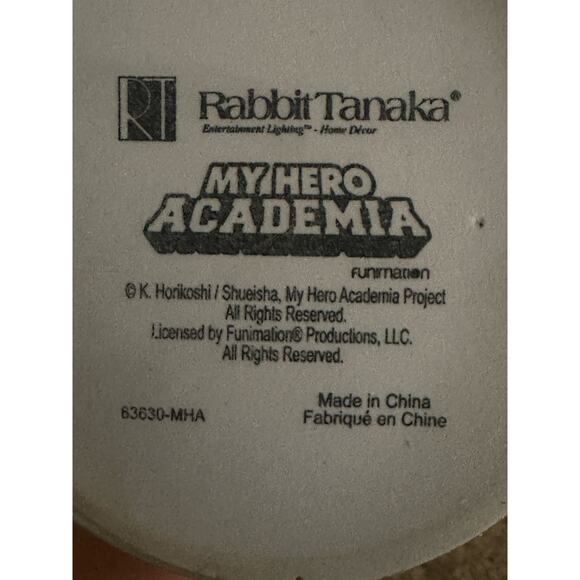 RT RabbitTanaka®
Entertainment Lighting™ - Home Décor
MY HERO
ACADEMIA
FUNIMATION
© K. Horikoshi / Shueisha, My Hero Academia Project
All Rights Reserved.
Licensed by Funimation® Productions, LLC.
All Rights Reserved.
63630-MHA
Made in China
Fabriqué en Chine